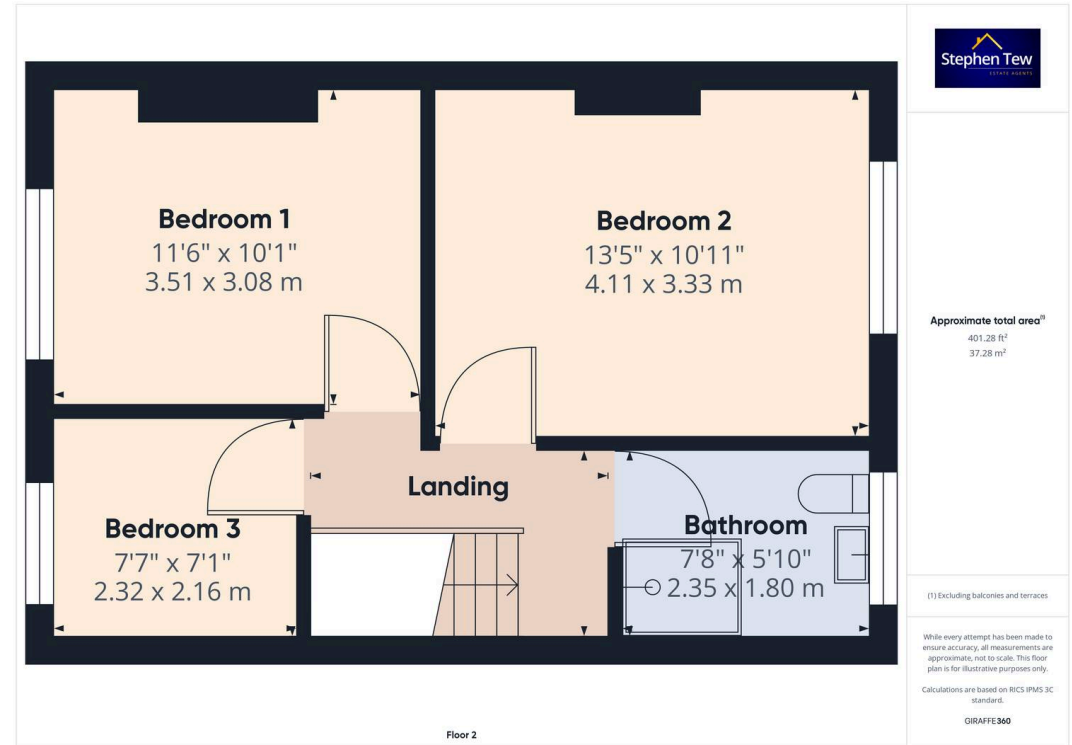 Bedroom 1
11'6" x 10'1"
3.51 x 3.08 m
Bedroom 2
13'5" x 10'11"
4.11 x 3.33 m
Landing
Bedroom 3
7'7" x 7'1"
2.32 x 2.16 m
Bathroom
7'8" x 5'10"
2.35 x 1.80 m
Floor 2
Stephen Tew
ESTATE AGENTS
Approximate total area(1)
401.28 ft²
37.28 m²
(1) Excluding balconies and terraces
While every attempt has been made to
ensure accuracy, all measurements are
approximate, not to scale. This floor
plan is for illustrative purposes only.
Calculations are based on RICS IPMS 3C
standard.
GIRAFFE360